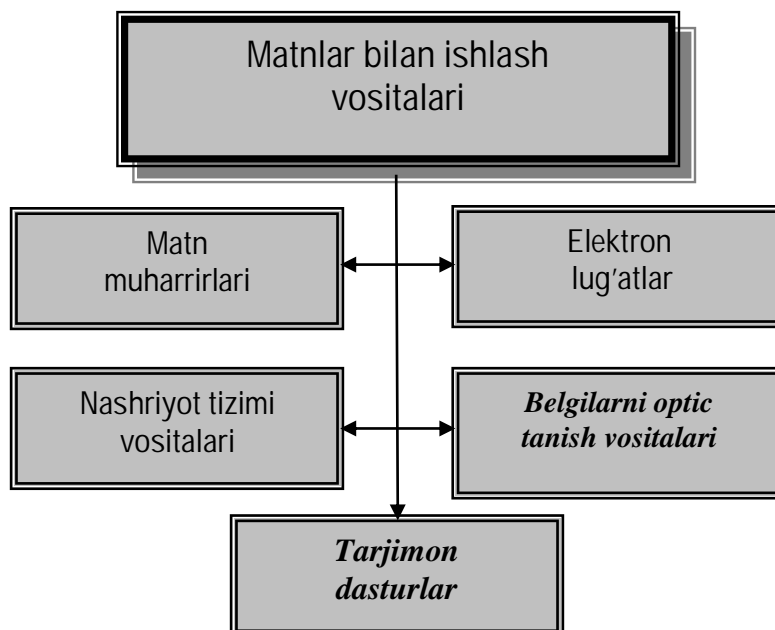 Matnlar bilan ishlash
vositalari
Matn
muharrirlari
Elektron
lug’atlar
Nashriyot tizimi
vositalari
Belgilarni optic
tanish vositalari
Tarjimon
dasturlar